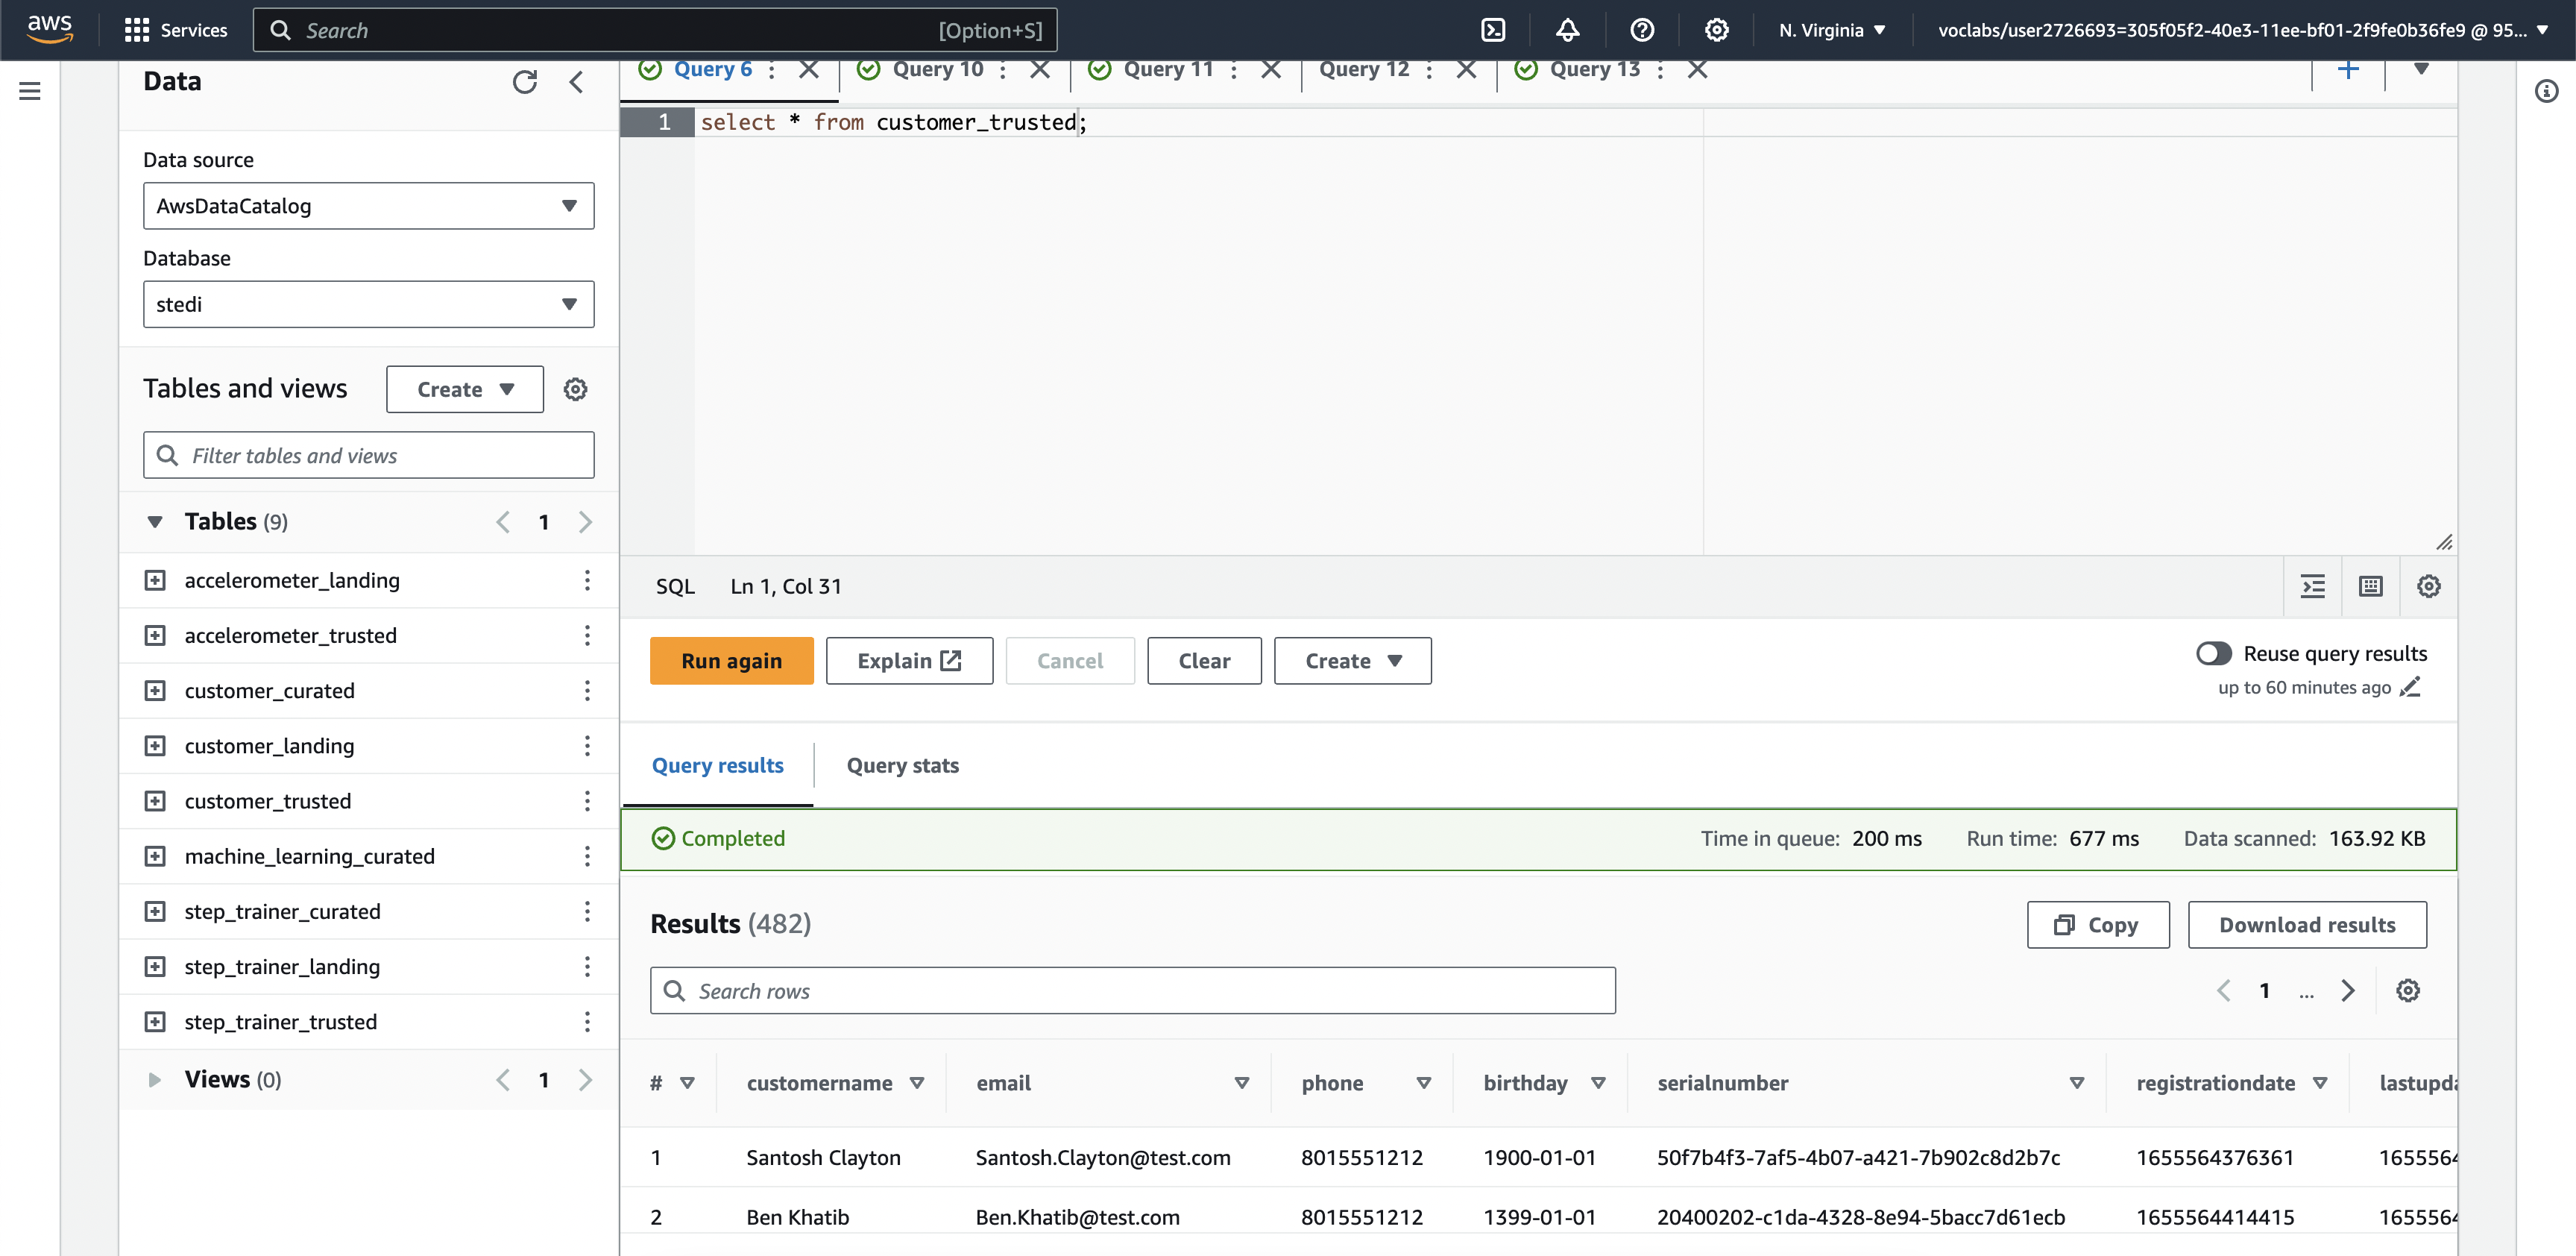 aws Services Search [Option+S] N. Virginia voclabs/user2726693=305f05f2-40e3-11ee-bf01-2f9fe0b36fe9 @ 95...
Data
Data source
AwsDataCatalog
Database
stedi
Tables and views Create
Filter tables and views
Tables (9) 1
accelerometer_landing
accelerometer_trusted
customer_curated
customer_landing
customer_trusted
machine_learning_curated
step_trainer_curated
step_trainer_landing
step_trainer_trusted
Views (0) 1
Query 6 Query 10 Query 11 Query 12 Query 13
1 select * from customer_trusted;
SQL Ln 1, Col 31
Run again Explain Cancel Clear Create Reuse query results
up to 60 minutes ago
Query results Query stats
Completed Time in queue: 200 ms Run time: 677 ms Data scanned: 163.92 KB
Results (482) Copy Download results
Search rows 1 ...
# customername email phone birthday serialnumber registrationdate lastupda
1 Santosh Clayton Santosh.Clayton@test.com 8015551212 1900-01-01 50f7b4f3-7af5-4b07-a421-7b902c8d2b7c 1655564376361 1655564
2 Ben Khatib Ben.Khatib@test.com 8015551212 1399-01-01 20400202-c1da-4328-8e94-5bacc7d61ecb 1655564414415 1655564